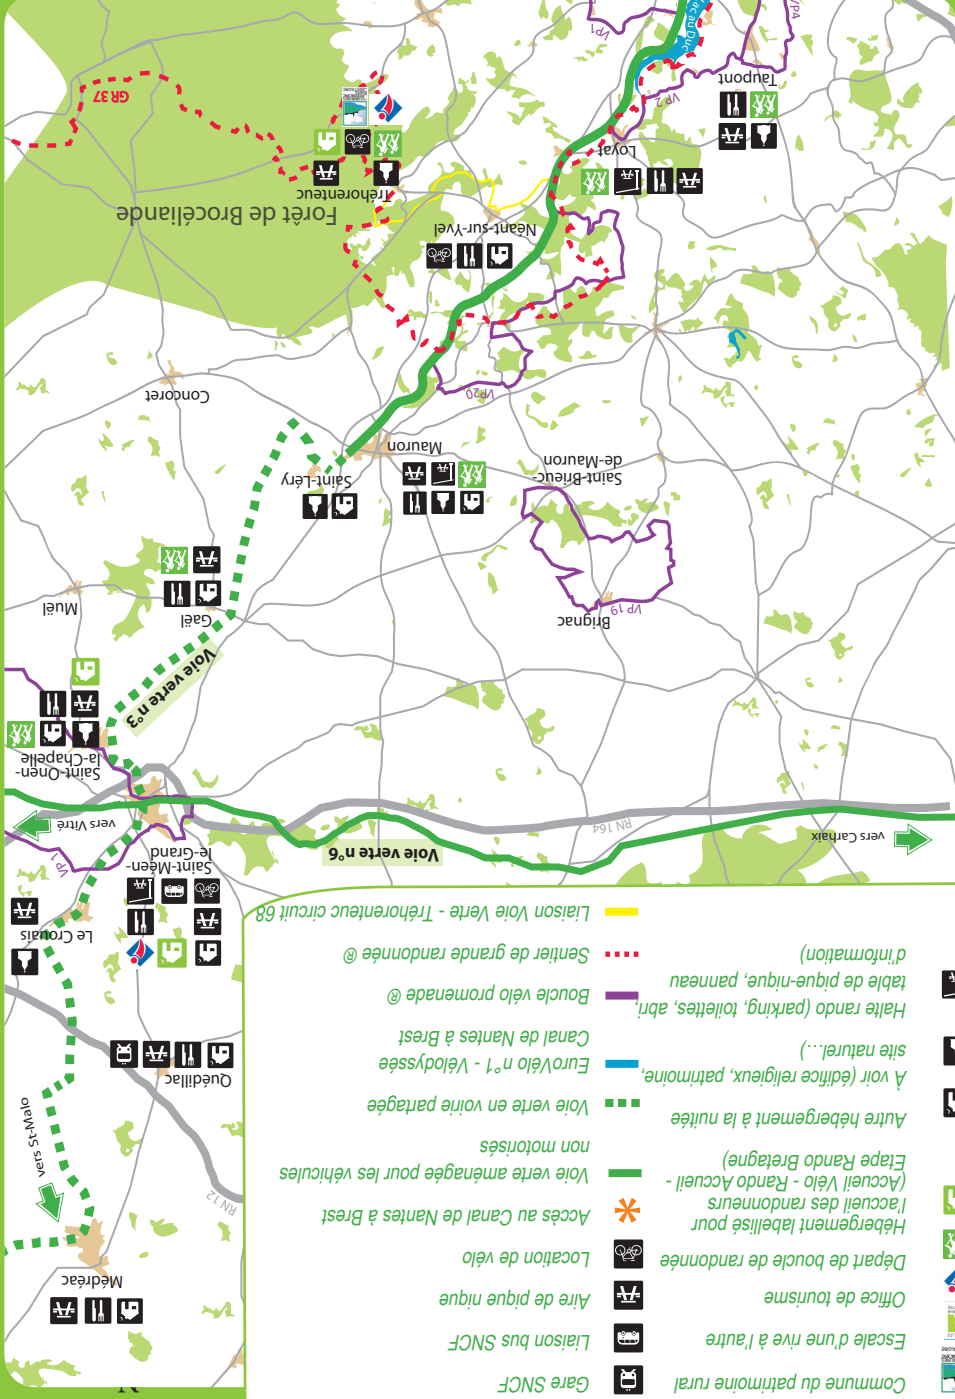 Gare SNCF
Liaison bus SNCF
Aire de pique nique
Location de vélo
Accès au Canal de Nantes à Brest
Voie verte aménagée pour les véhicules
non motorisés
Voie verte en voirie partagée
EuroVélo n°1 - Vélodyssée
Canal de Nantes à Brest
Boucle vélo promenade ®
Sentier de grande randonnée ®
Liaison Voie Verte - Tréhorenteuc circuit 68
Commune du patrimoine rural
Escale d'une rive à l'autre
Office de tourisme
Départ de boucle de randonnée
Hébergement labellisé pour
l'accueil des randonneurs
(Accueil Vélo - Rando Accueil -
Etape Rando Bretagne)
Autre hébergement à la nuitée
À voir (édifice religieux, patrimoine,
site naturel...)
Halte rando (parking, toilettes, abri,
table de pique-nique, panneau
d'information)
Médréac
RN 12
vers St-Malo
Quédillac
Le Crouais
VP 1
Saint-Méen-
le-Grand
Voie verte n°6
vers Carhaix
RN 164
vers Vitré
Saint-Onen-
la-Chapelle
Voie verte n°3
Muël
Gaël
Brignac
VP 19
Saint-Brieuc-
de-Mauron
Saint-Léry
Mauron
VP20
Concoret
Néant-sur-Yvel
Forêt de Brocéliande
Tréhorenteuc
GR 37
Loyat
VP 2
Taupont
Lac au Duc
VP1
VP4